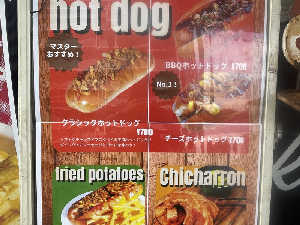 hot dog
マスター
おすすめ！
BBQホットドッグ ¥700
No.1！
クラシックホットドッグ
¥700
チーズホットドッグ ¥700
fried potatoes
Chicharron